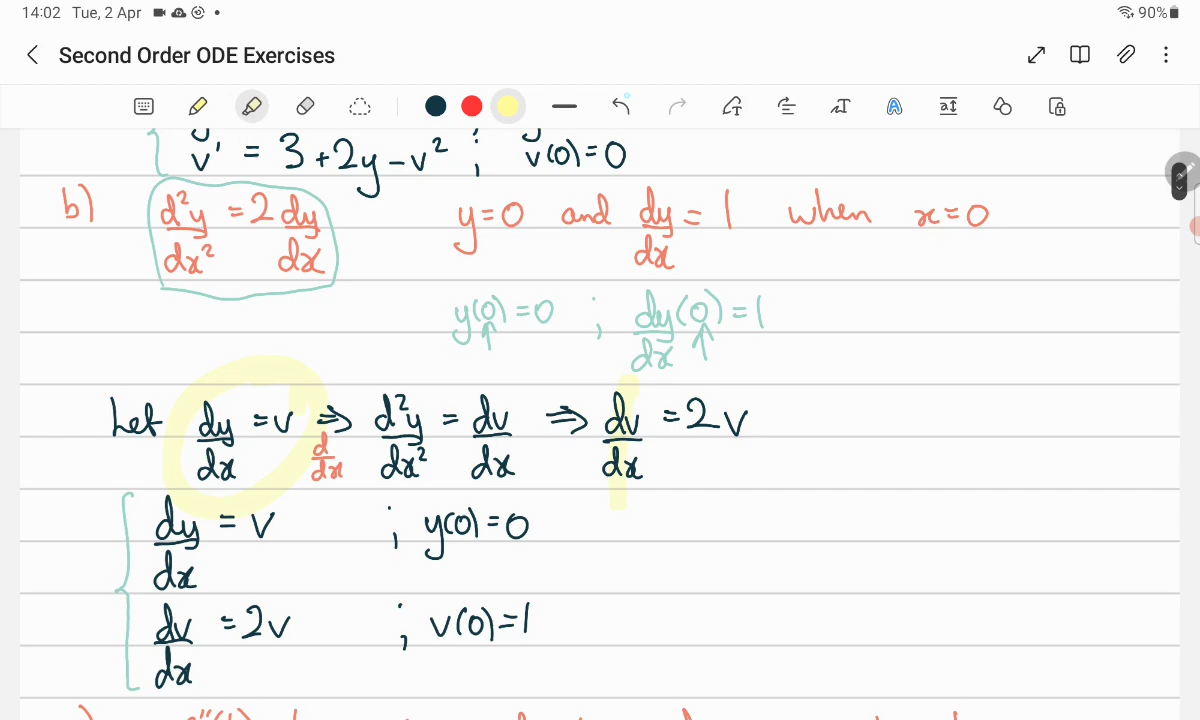 14:02 Tue, 2 Apr 90%
Second Order ODE Exercises
v' = 3+2y-v² ; v(0)=0
b) d²y/dx² = 2 dy/dx y=0 and dy/dx = 1 when x=0
y(0)=0 ; dy/dx(0)=1
Let dy/dx = v ⇒ d/dx d²y/dx² = dv/dx ⇒ dv/dx = 2v
dy/dx = v ; y(0)=0
dv/dx = 2v ; v(0)=1